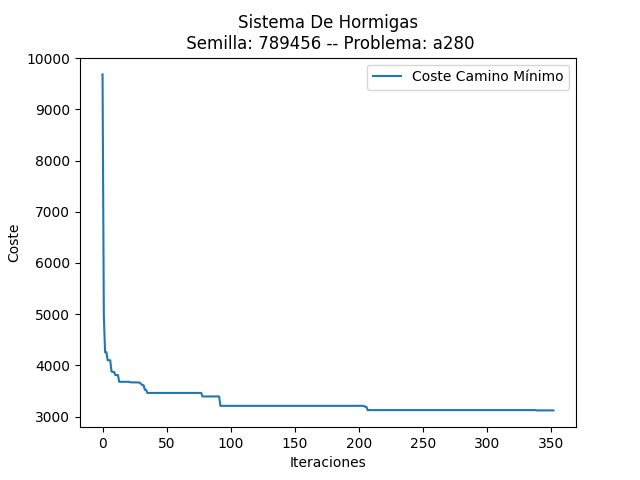 Sistema De Hormigas
Semilla: 789456 -- Problema: a280
Coste Camino Mínimo
10000
9000
8000
7000
6000
5000
4000
3000
Coste
0 50 100 150 200 250 300 350
Iteraciones